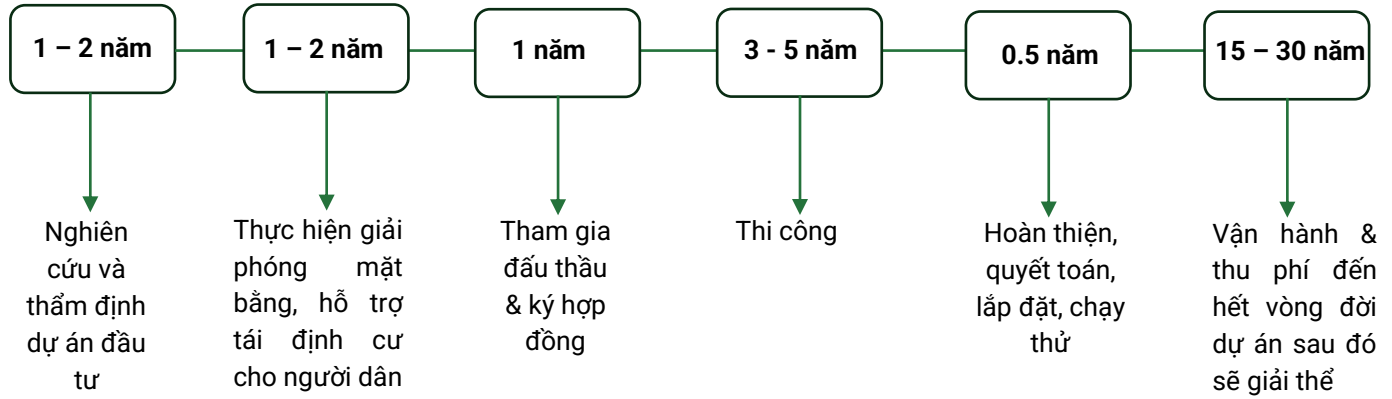 1 – 2 năm
1 – 2 năm
1 năm
3 - 5 năm
0.5 năm
15 – 30 năm
Nghiên
cứu và
thẩm định
dự án đầu
tư
Thực hiện giải
phóng mặt
bằng, hỗ trợ
tái định cư
cho người dân
Tham gia
đấu thầu
& ký hợp
đồng
Thi công
Hoàn thiện,
quyết toán,
lắp đặt, chạy
thử
Vận hành &
thu phí đến
hết vòng đời
dự án sau đó
sẽ giải thể